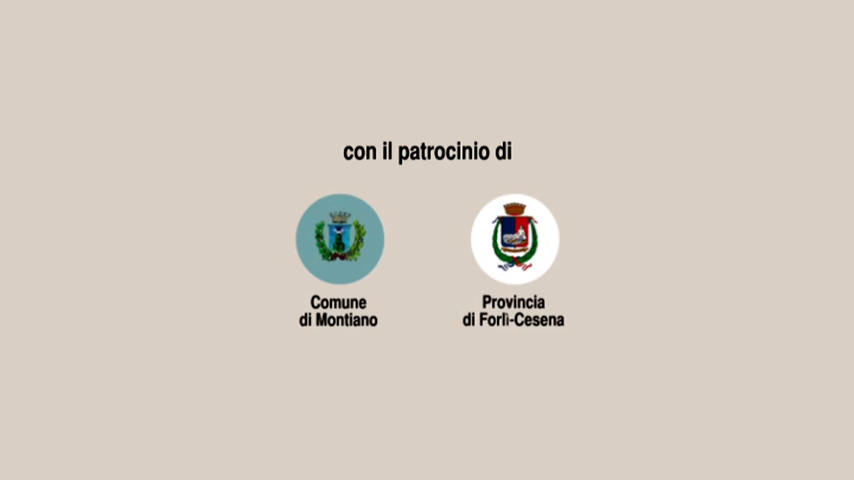 con il patrocinio di
Comune
di Montiano
Provincia
di Forlì-Cesena